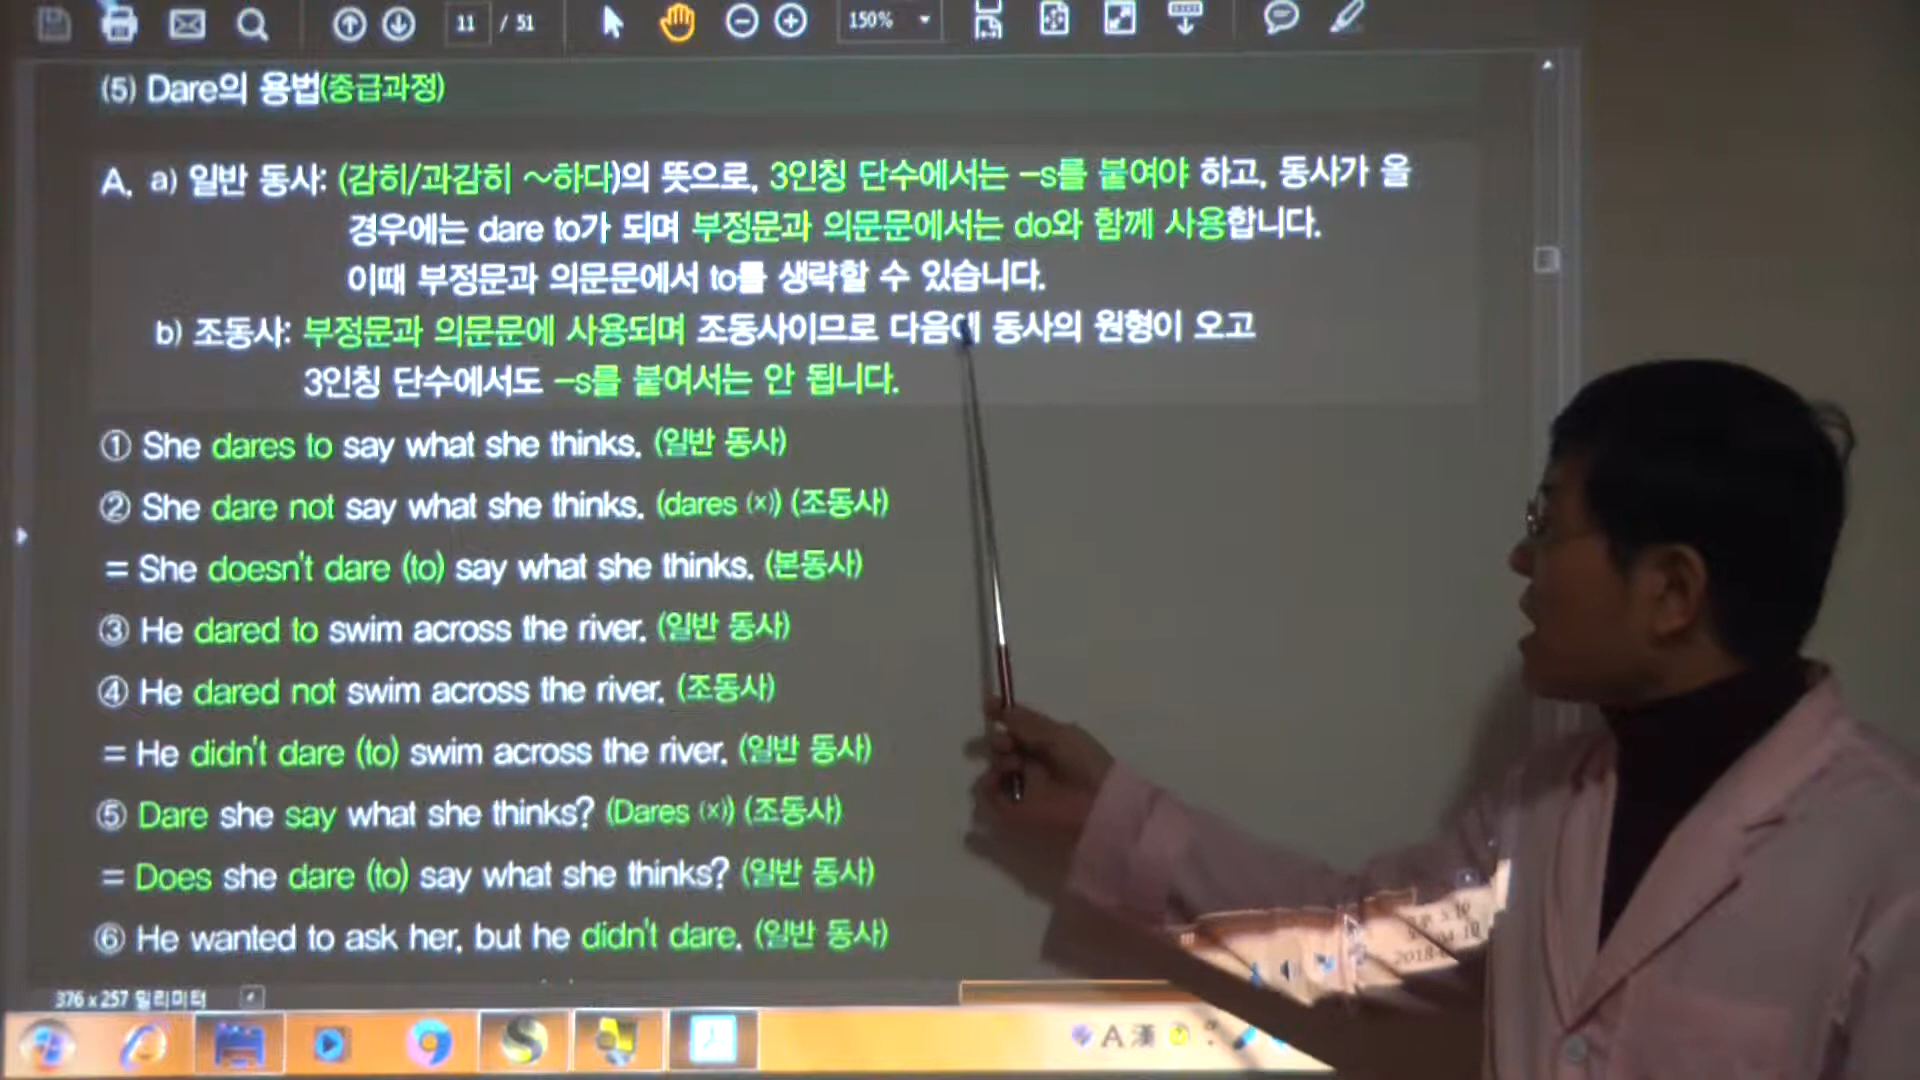 11 / 51
150%
(5) Dare의 용법(중급과정)
A. a) 일반 동사: (감히/과감히 ~하다)의 뜻으로, 3인칭 단수에서는 -s를 붙여야 하고, 동사가 올
경우에는 dare to가 되며 부정문과 의문문에서는 do와 함께 사용합니다.
이때 부정문과 의문문에서 to를 생략할 수 있습니다.
b) 조동사: 부정문과 의문문에 사용되며 조동사이므로 다음에 동사의 원형이 오고
3인칭 단수에서도 -s를 붙여서는 안 됩니다.
① She dares to say what she thinks. (일반 동사)
② She dare not say what she thinks. (dares (×)) (조동사)
= She doesn't dare (to) say what she thinks. (본동사)
③ He dared to swim across the river. (일반 동사)
④ He dared not swim across the river. (조동사)
= He didn't dare (to) swim across the river. (일반 동사)
⑤ Dare she say what she thinks? (Dares (×)) (조동사)
= Does she dare (to) say what she thinks? (일반 동사)
⑥ He wanted to ask her, but he didn't dare. (일반 동사)
376 x 257 밀리미터
A 漢